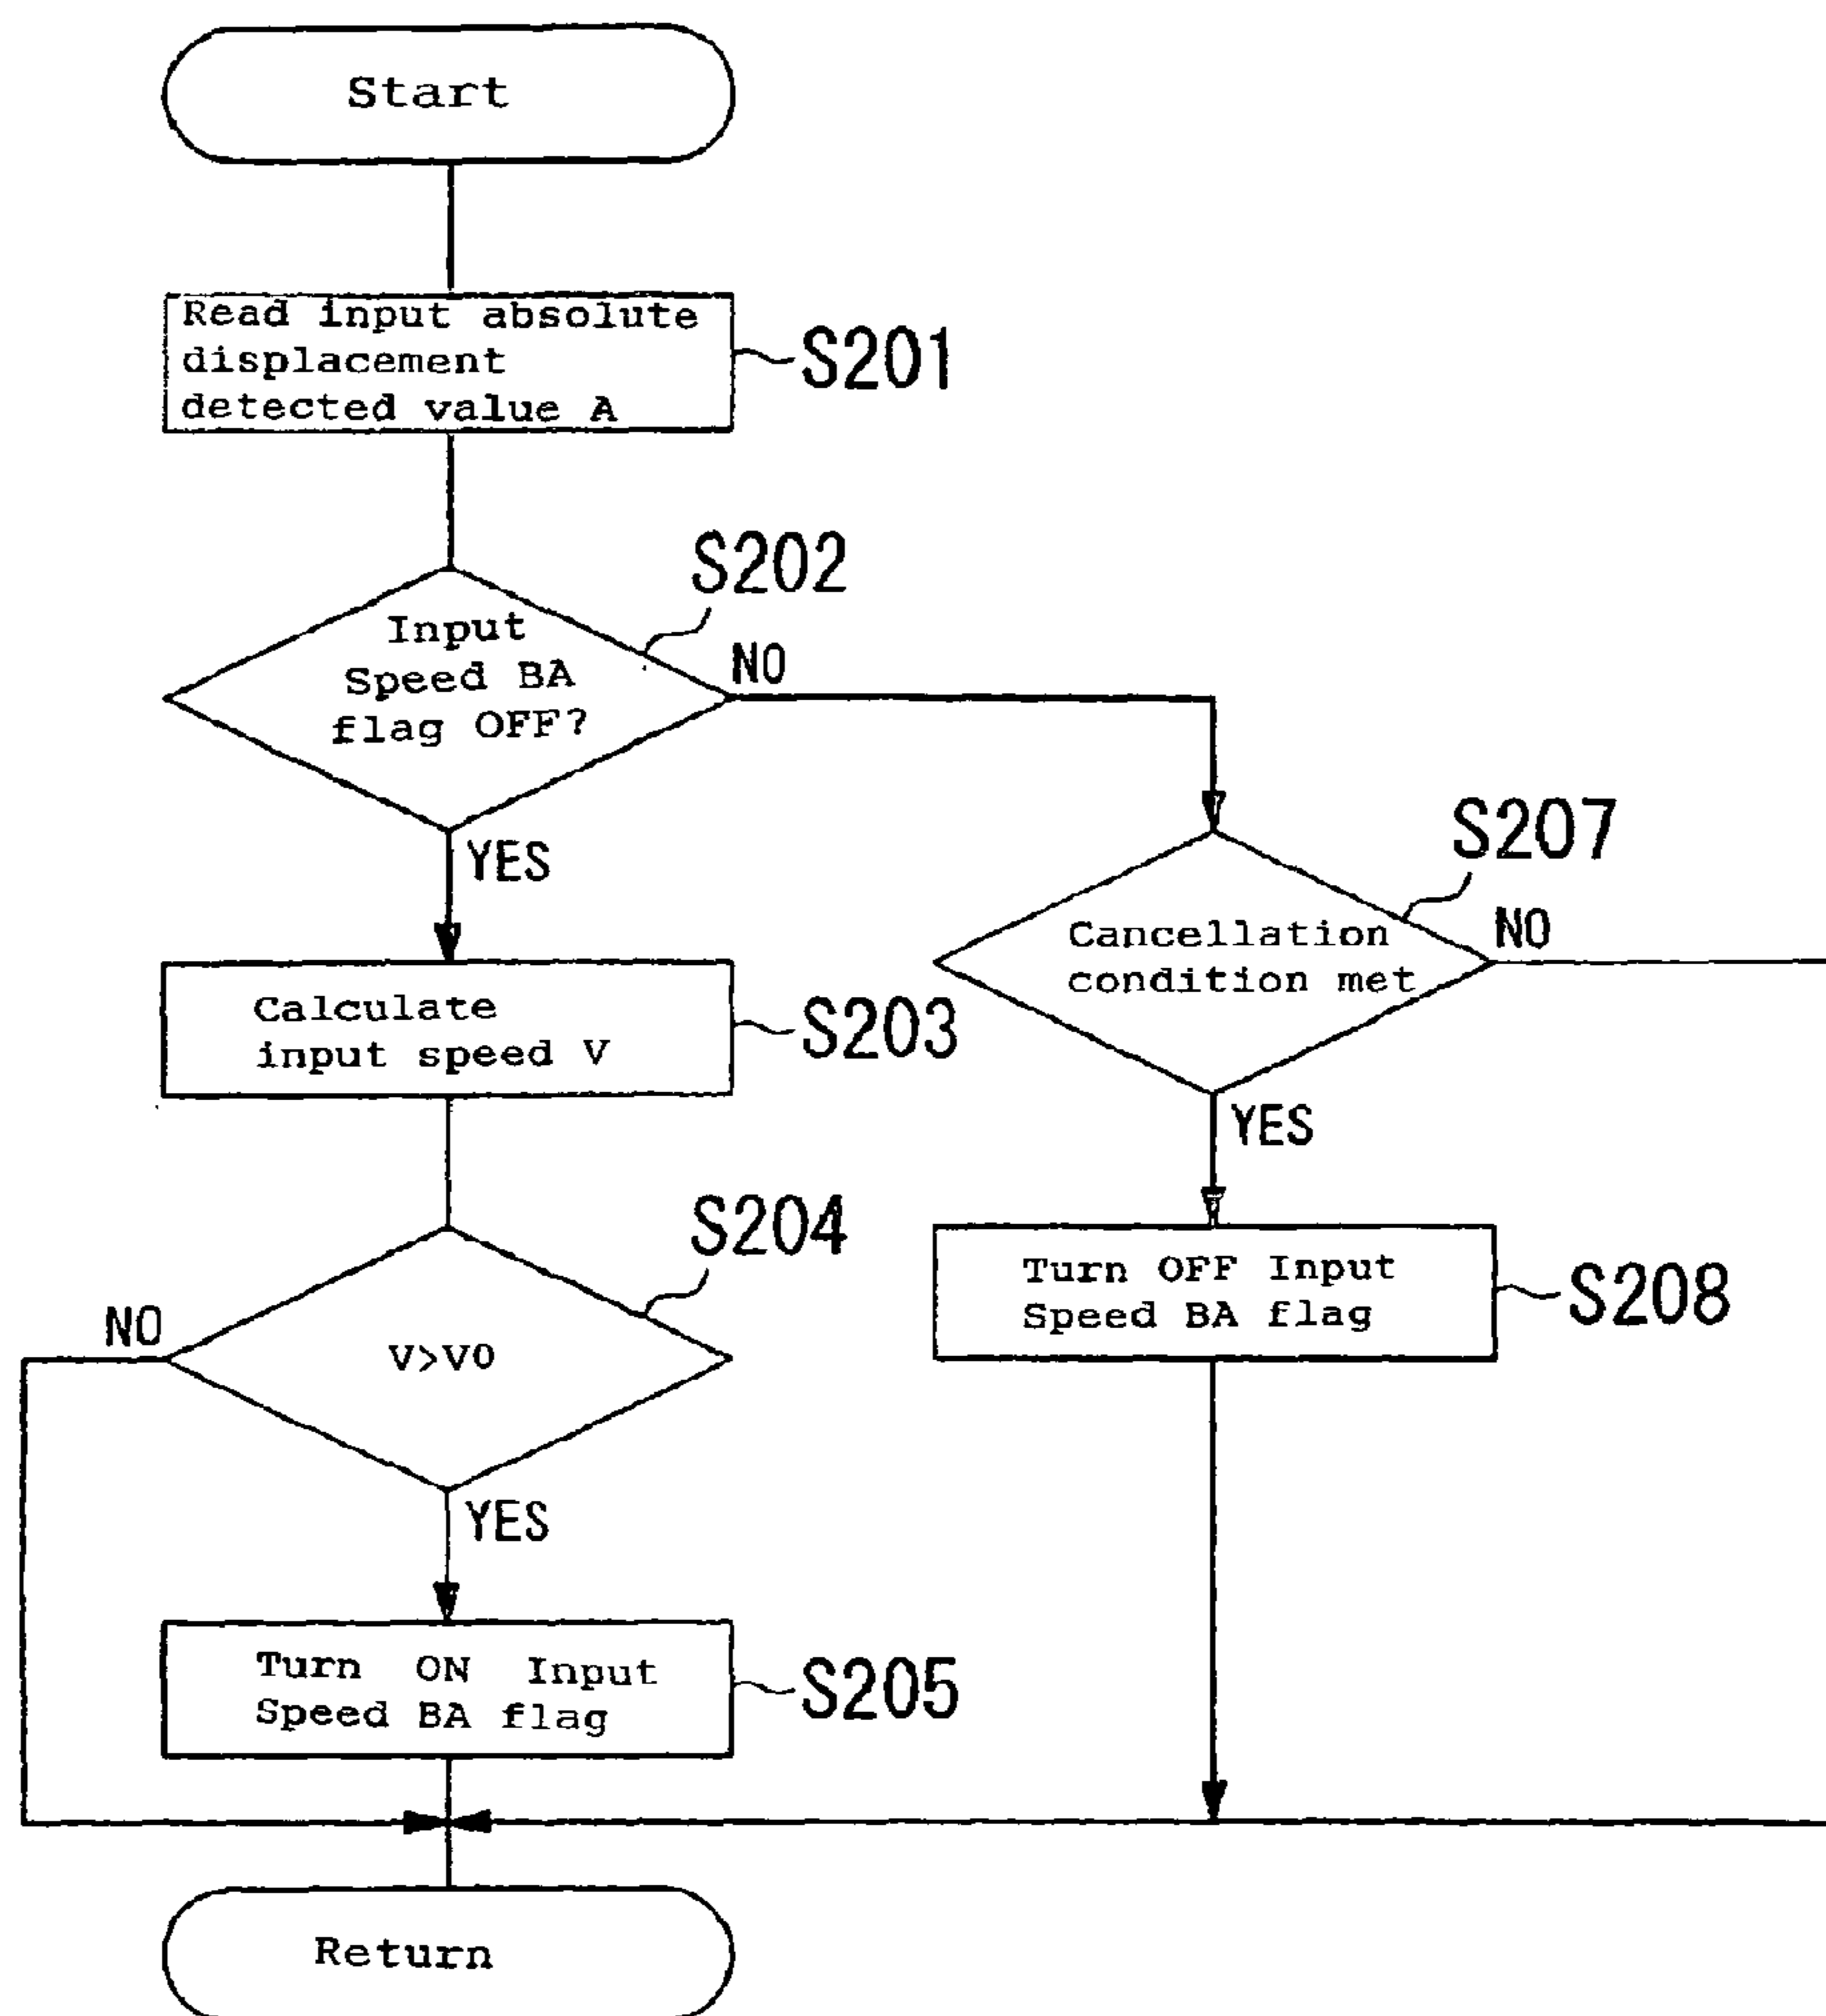 Start
Read input absolute
displacement
detected value A
S201
S202
Input
Speed BA
flag OFF?
NO
YES
S207
Cancellation
condition met
NO
YES
Calculate
input speed V
S203
S204
NO
V>V0
YES
Turn OFF Input
Speed BA flag
S208
Turn ON Input
Speed BA flag
S205
Return